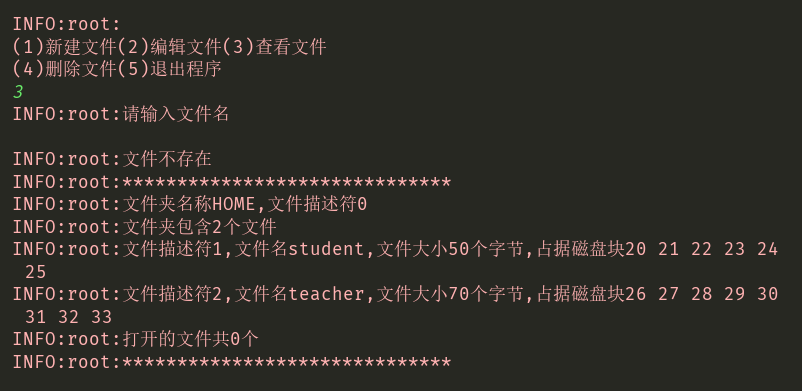 INFO:root:
(1)新建文件(2)编辑文件(3)查看文件
(4)删除文件(5)退出程序
3
INFO:root:请输入文件名
INFO:root:文件不存在
INFO:root:******************************
INFO:root:文件夹名称HOME,文件描述符0
INFO:root:文件夹包含2个文件
INFO:root:文件描述符1,文件名student,文件大小50个字节,占据磁盘块20 21 22 23 24
25
INFO:root:文件描述符2,文件名teacher,文件大小70个字节,占据磁盘块26 27 28 29 30
31 32 33
INFO:root:打开的文件共0个
INFO:root:******************************